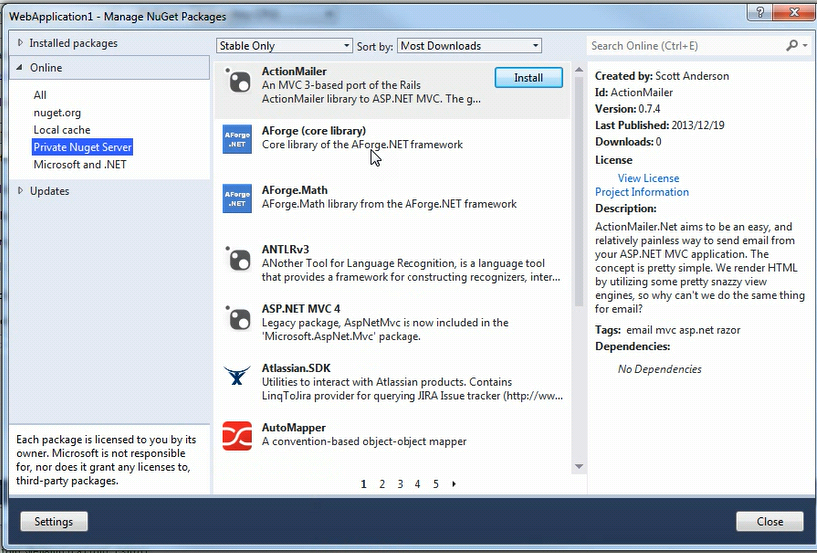 WebApplication1 - Manage NuGet Packages
?
Installed packages
Online
All
nuget.org
Local cache
Private Nuget Server
Microsoft and .NET
Updates
Each package is licensed to you by its
owner. Microsoft is not responsible
for, nor does it grant any licenses to,
third-party packages.
Stable Only
Sort by:
Most Downloads
ActionMailer
An MVC 3-based port of the Rails
ActionMailer library to ASP.NET MVC. The g...
Install
AForge
.NET
AForge (core library)
Core library of the AForge.NET framework
AForge
.NET
AForge.Math
AForge.Math library from the AForge.NET framework
ANTLRv3
ANother Tool for Language Recognition, is a language tool
that provides a framework for constructing recognizers, inter...
ASP.NET MVC 4
Legacy package, AspNetMvc is now included in the
'Microsoft.AspNet.Mvc' package.
Atlassian.SDK
Utilities to interact with Atlassian products. Contains
LinqToJira provider for querying JIRA Issue tracker (http://ww...
AutoMapper
A convention-based object-object mapper
1 2 3 4 5
Search Online (Ctrl+E)
Created by: Scott Anderson
Id: ActionMailer
Version: 0.7.4
Last Published: 2013/12/19
Downloads: 0
License
View License
Project Information
Description:
ActionMailer.Net aims to be an easy, and
relatively painless way to send email from
your ASP.NET MVC application. The
concept is pretty simple. We render HTML
by utilizing some pretty snazzy view
engines, so why can't we do the same thing
for email?
Tags: email mvc asp.net razor
Dependencies:
No Dependencies
Settings
Close